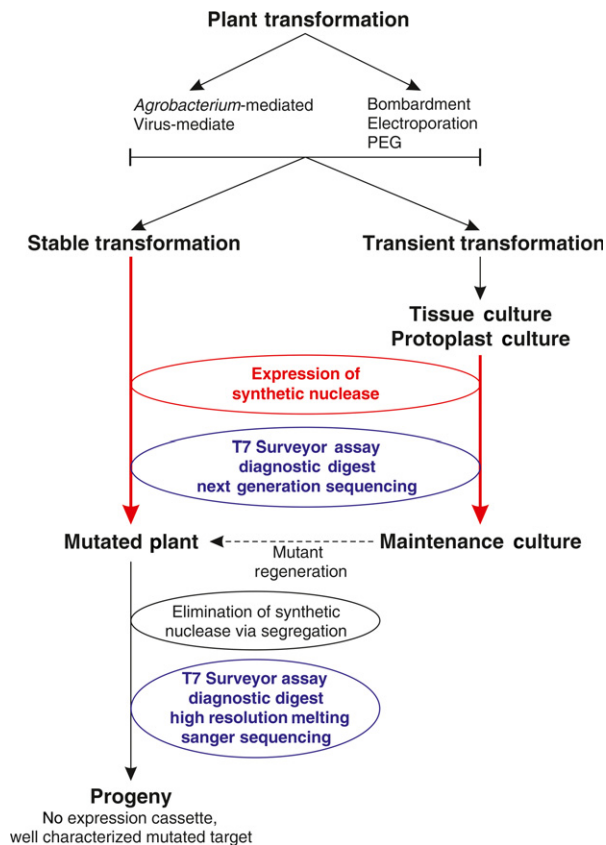 Plant transformation
Agrobacterium-mediated
Virus-mediate
Bombardment
Electroporation
PEG
Stable transformation
Transient transformation
Tissue culture
Protoplast culture
Expression of
synthetic nuclease
T7 Surveyor assay
diagnostic digest
next generation sequencing
Mutated plant
Mutant
regeneration
Maintenance culture
Elimination of synthetic
nuclease via segregation
T7 Surveyor assay
diagnostic digest
high resolution melting
sanger sequencing
Progeny
No expression cassette,
well characterized mutated target